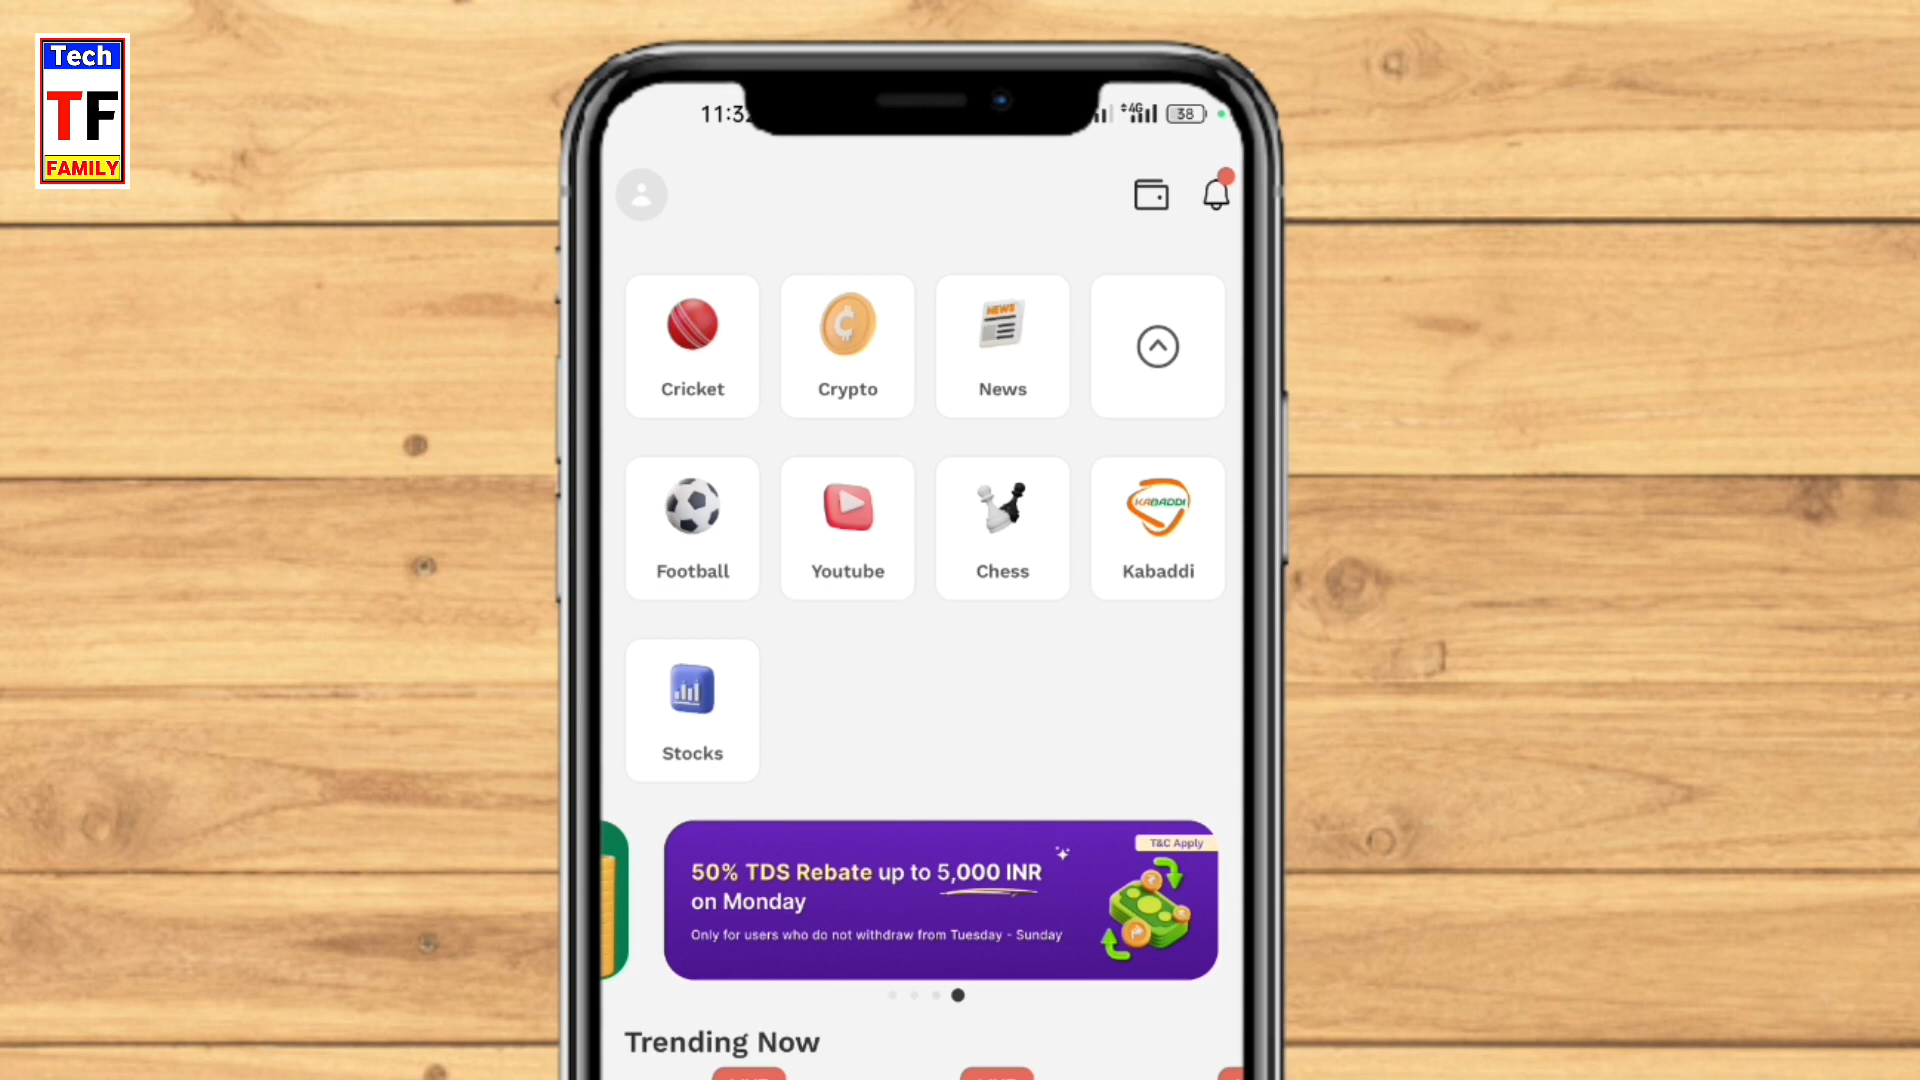 Tech
TF
FAMILY
11:32
4G
38
Cricket
Crypto
NEWS
News
Football
Youtube
Chess
KABADDI
Kabaddi
Stocks
T&C Apply
50% TDS Rebate up to 5,000 INR
on Monday
Only for users who do not withdraw from Tuesday - Sunday
Trending Now